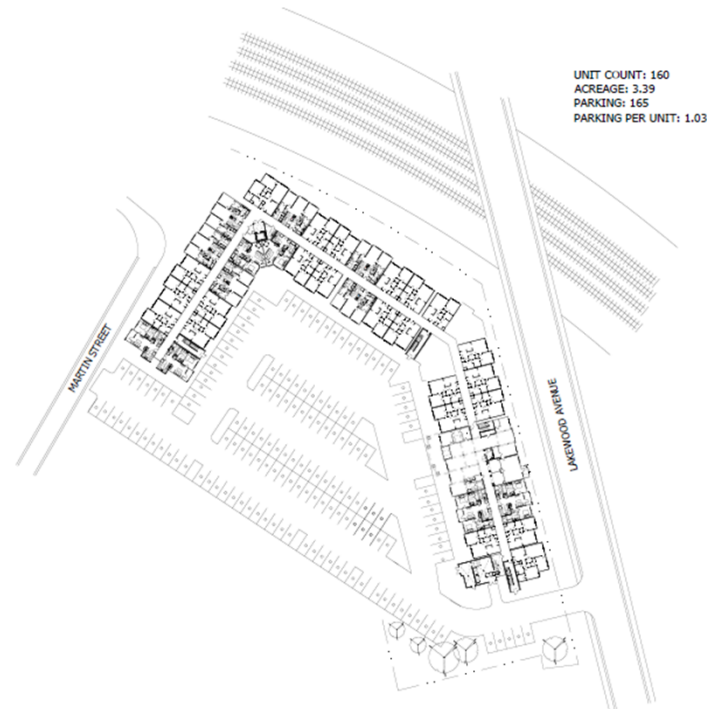 UNIT COUNT: 160
ACREAGE: 3.39
PARKING: 165
PARKING PER UNIT: 1.03
MARTIN STREET
LAKEWOOD AVENUE